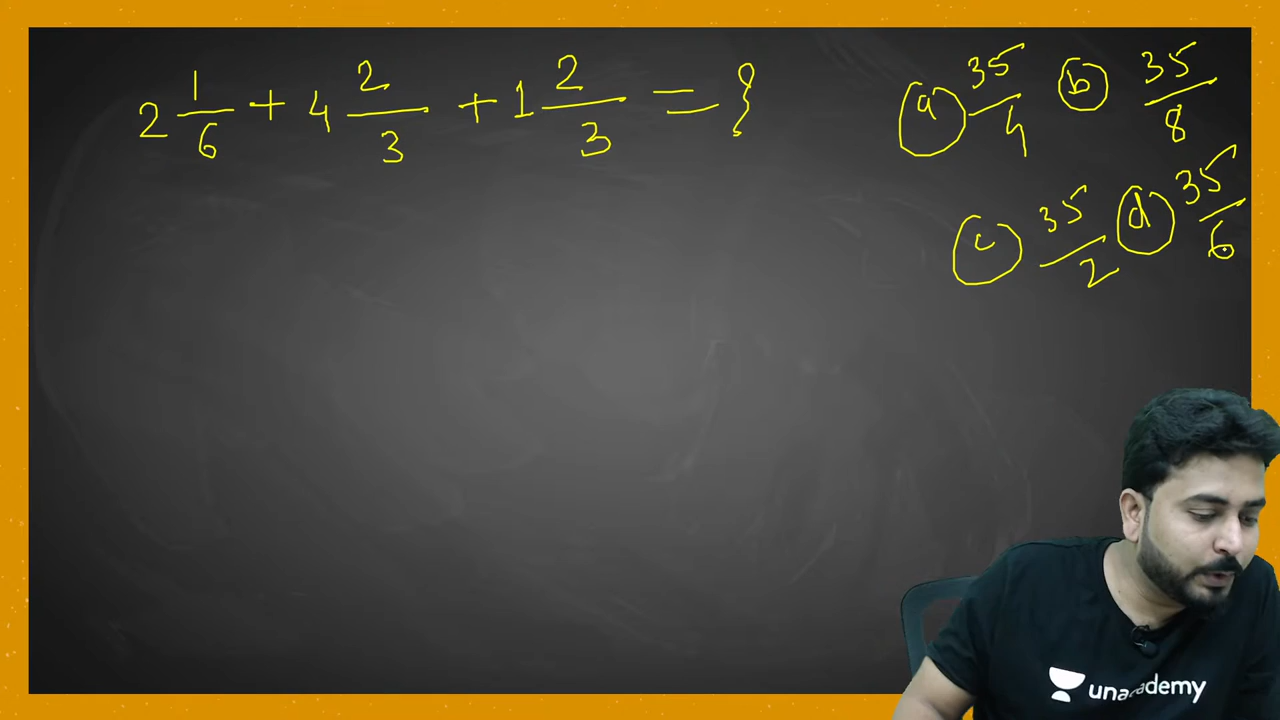 2 1/6 + 4 2/3 + 1 2/3 = ?
(a) 35/4 (b) 35/8
(c) 35/2 (d) 35/6
unacademy